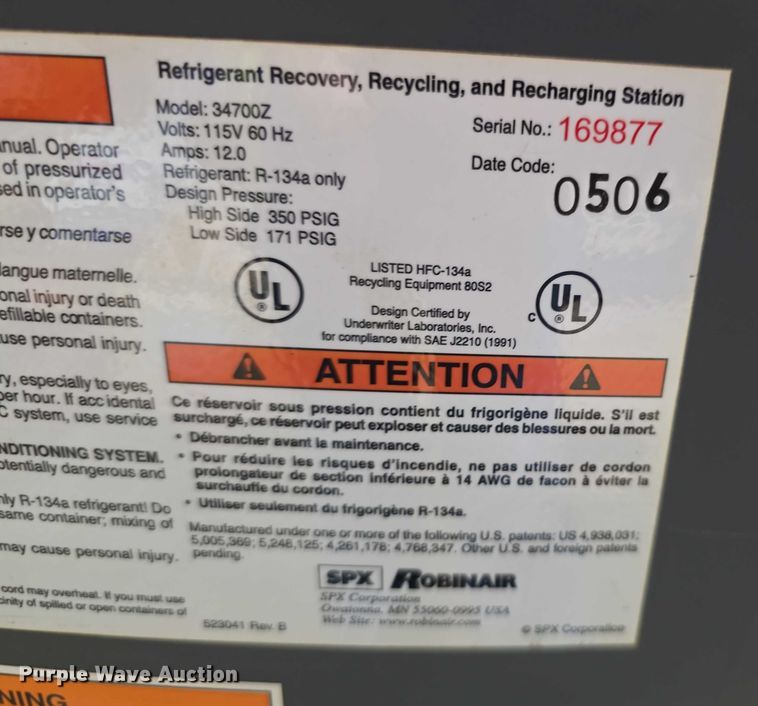 Refrigerant Recovery, Recycling, and Recharging Station
Model: 34700Z
Volts: 115V 60 Hz
Amps: 12.0
Refrigerant: R-134a only
Design Pressure:
High Side 350 PSIG
Low Side 171 PSIG
Serial No.: 169877
Date Code:
0506
anual. Operator
of pressurized
sed in operator's
rse y comentarse
langue maternelle.
onal injury or death
efillable containers.
use personal injury.
ry, especially to eyes,
per hour. If accidental
C system, use service
NDITIONING SYSTEM.
otentially dangerous and
nly R-134a refrigerant! Do
same container; mixing of
may cause personal injury.
cord may overheat. If you must use
cinity of spilled or open containers of
UL
LISTED HFC-134a
Recycling Equipment 80S2
Design Certified by
Underwriter Laboratories, Inc.
for compliance with SAE J2210 (1991)
c UL
ATTENTION
Ce réservoir sous pression contient du frigorigène liquide. S'il est
surchargé, ce réservoir peut exploser et causer des blessures ou la mort.
• Débrancher avant la maintenance.
• Pour réduire les risques d'incendie, ne pas utiliser de cordon
prolongateur de section inférieure à 14 AWG de facon à éviter la
surchauffe du cordon.
• Utiliser seulement du frigorigène R-134a.
Manufactured under one or more of the following U.S. patents: US 4,938,031;
5,005,369; 5,248,125; 4,261,178; 4,768,347. Other U.S. and foreign patents
pending.
SPX ROBINAIR
SPX Corporation
Owatonna, MN 55060-0995 USA
Web Site: www.robinair.com
523041 Rev. B
© SPX Corporation
Purple Wave Auction
NING